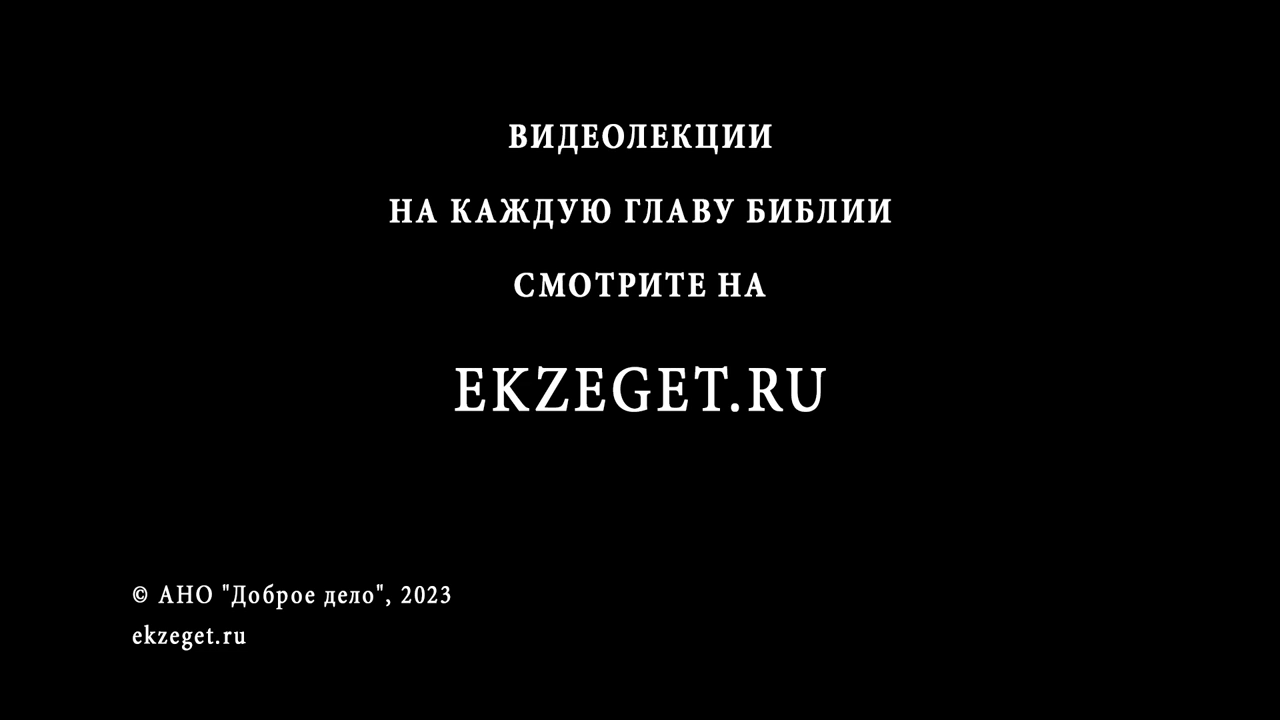 ВИДЕОЛЕКЦИИ
НА КАЖДУЮ ГЛАВУ БИБЛИИ
СМОТРИТЕ НА
EKZEGET.RU
© АНО "Доброе дело", 2023
ekzeget.ru